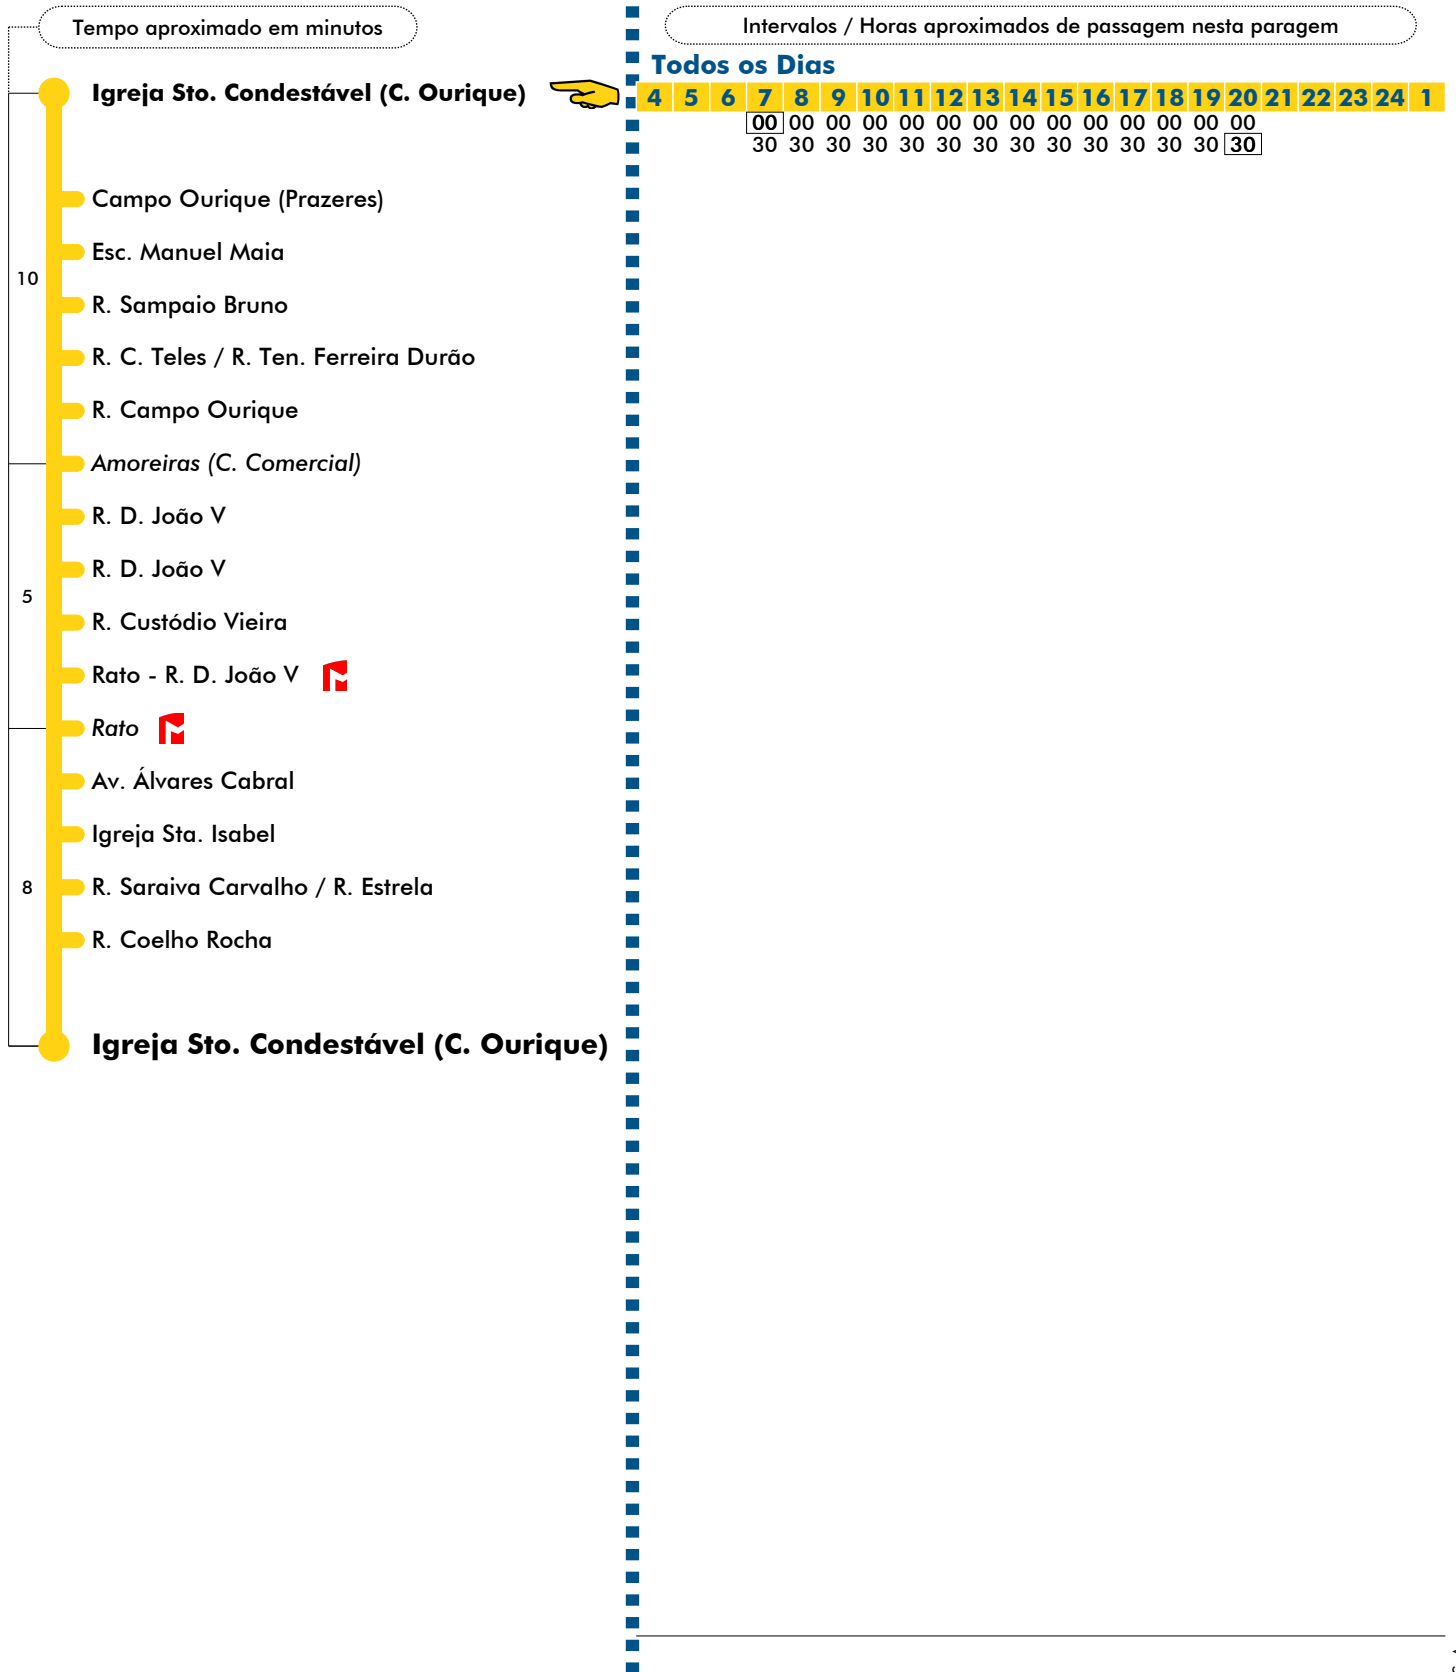 Tempo aproximado em minutos
Intervalos / Horas aproximados de passagem nesta paragem
Todos os Dias
Igreja Sto. Condestável (C. Ourique)
4 5 6 7 8 9 10 11 12 13 14 15 16 17 18 19 20 21 22 23 24 1
00 00 00 00 00 00 00 00 00 00 00 00 00 00
30 30 30 30 30 30 30 30 30 30 30 30 30 30
Campo Ourique (Prazeres)
Esc. Manuel Maia
10
R. Sampaio Bruno
R. C. Teles / R. Ten. Ferreira Durão
R. Campo Ourique
Amoreiras (C. Comercial)
R. D. João V
R. D. João V
5
R. Custódio Vieira
Rato - R. D. João V
Rato
Av. Álvares Cabral
Igreja Sta. Isabel
8
R. Saraiva Carvalho / R. Estrela
R. Coelho Rocha
Igreja Sto. Condestável (C. Ourique)